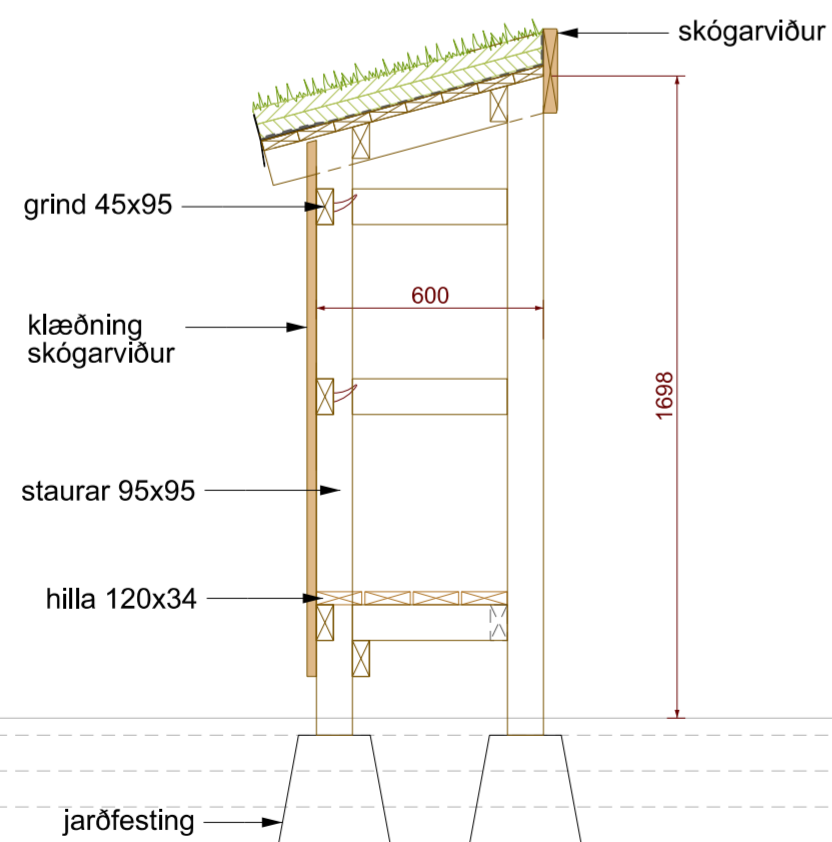 skógarviður
grind 45x95
600
klæðning
skógarviður
1698
staurar 95x95
hilla 120x34
jarðfesting